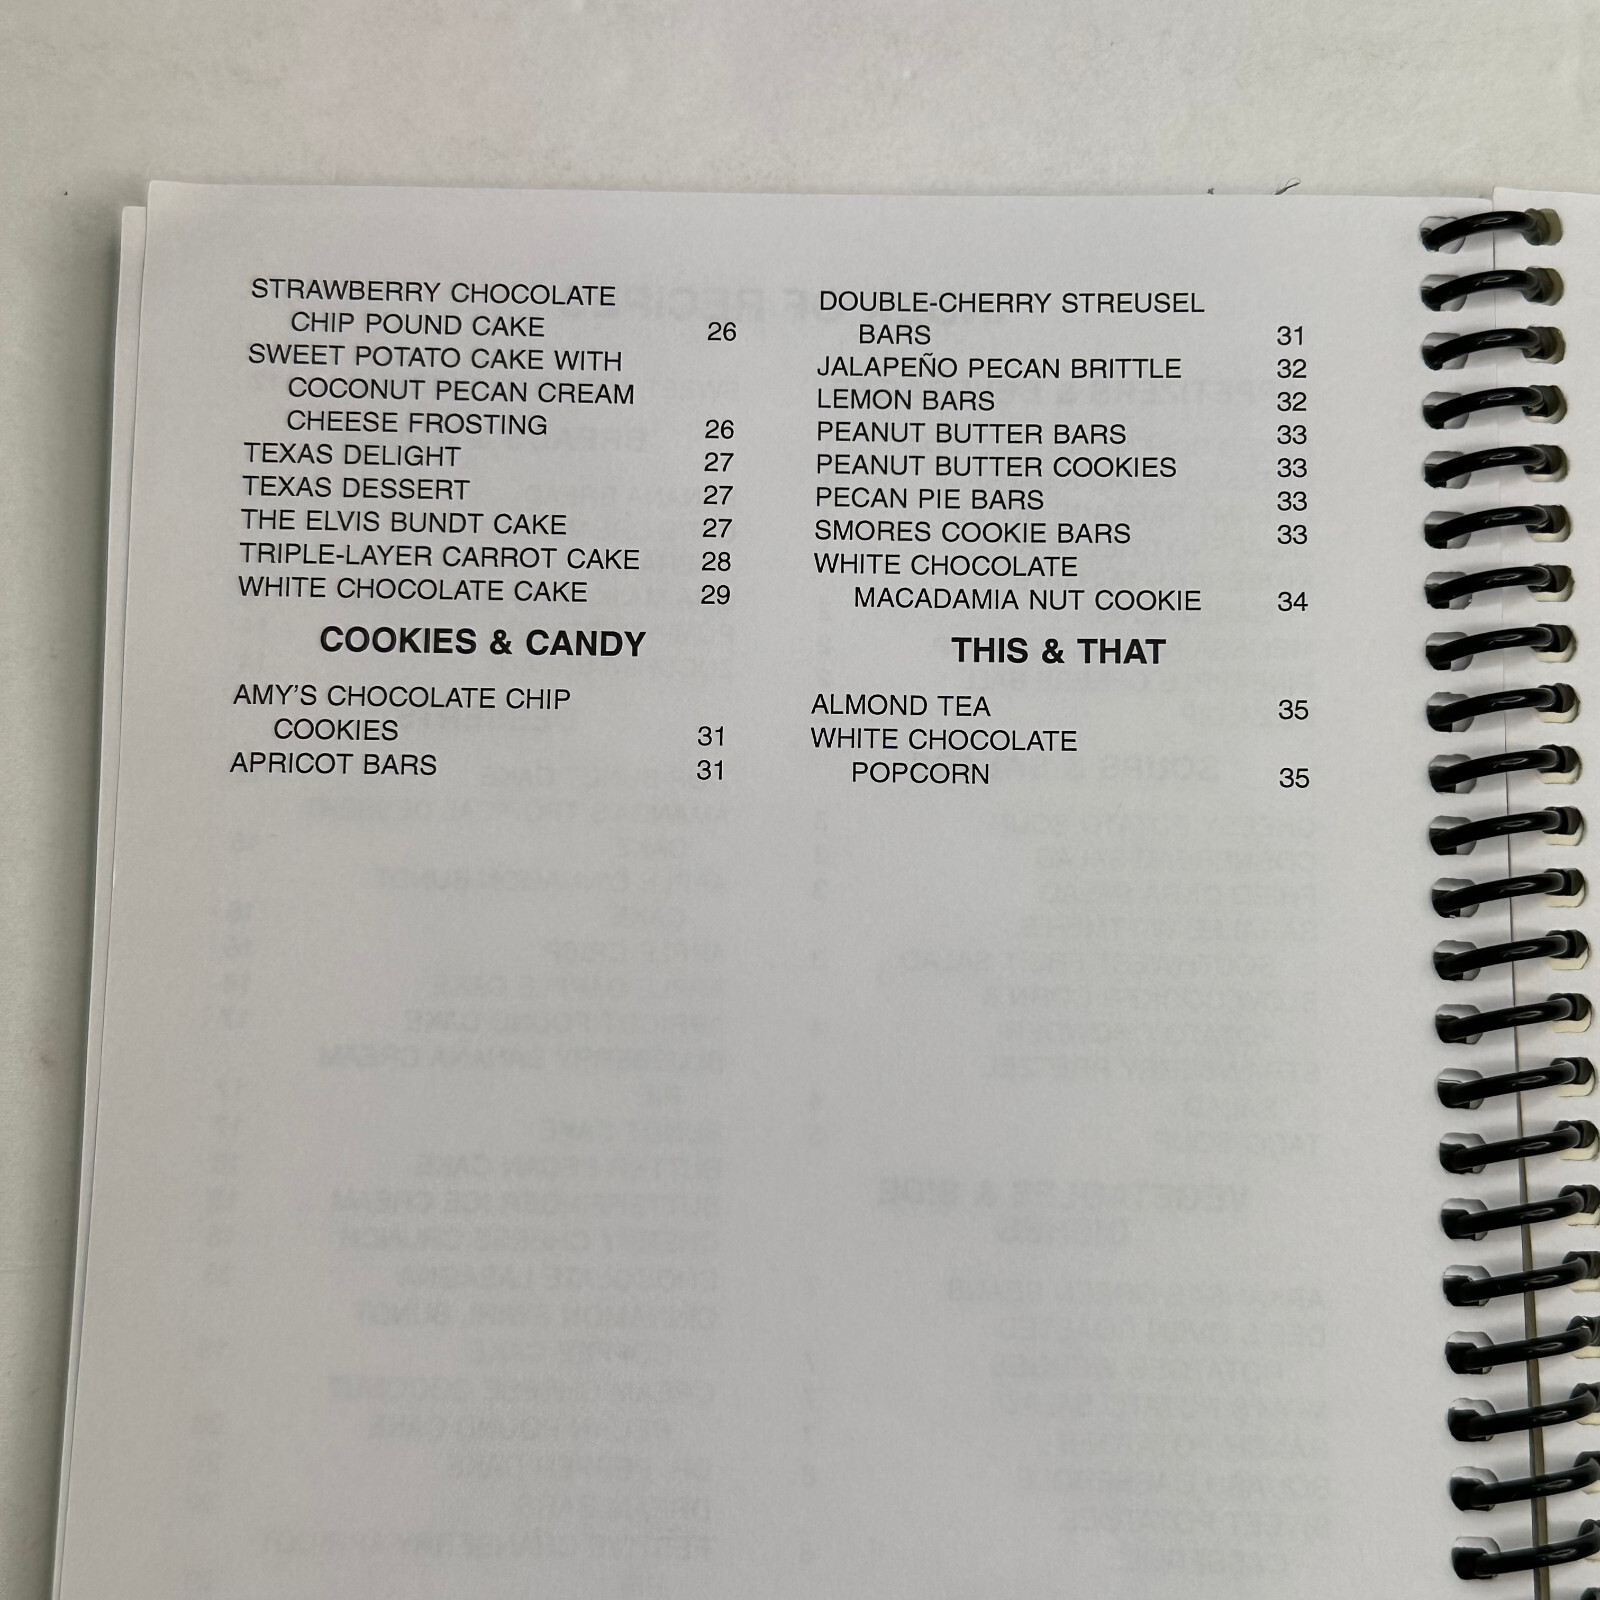 STRAWBERRY CHOCOLATE
CHIP POUND CAKE 26
SWEET POTATO CAKE WITH
COCONUT PECAN CREAM
CHEESE FROSTING 26
TEXAS DELIGHT 27
TEXAS DESSERT 27
THE ELVIS BUNDT CAKE 27
TRIPLE-LAYER CARROT CAKE 28
WHITE CHOCOLATE CAKE 29
COOKIES & CANDY
AMY'S CHOCOLATE CHIP
COOKIES 31
APRICOT BARS 31
DOUBLE-CHERRY STREUSEL
BARS 31
JALAPEÑO PECAN BRITTLE 32
LEMON BARS 32
PEANUT BUTTER BARS 33
PEANUT BUTTER COOKIES 33
PECAN PIE BARS 33
SMORES COOKIE BARS 33
WHITE CHOCOLATE
MACADAMIA NUT COOKIE 34
THIS & THAT
ALMOND TEA 35
WHITE CHOCOLATE
POPCORN 35